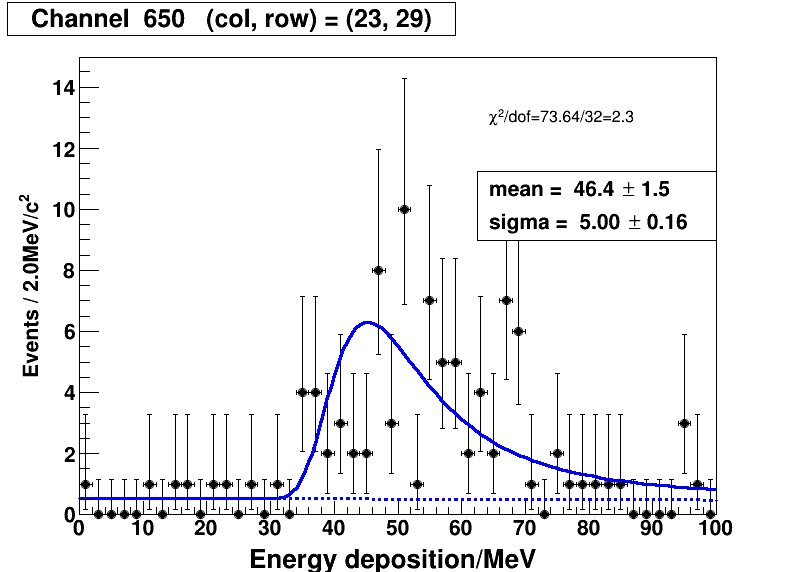 Channel 650 (col, row) = (23, 29)
χ²/dof=73.64/32=2.3
mean = 46.4 ± 1.5
sigma = 5.00 ± 0.16
Events / 2.0MeV/c²
14
12
10
8
6
4
2
0
0 10 20 30 40 50 60 70 80 90 100
Energy deposition/MeV